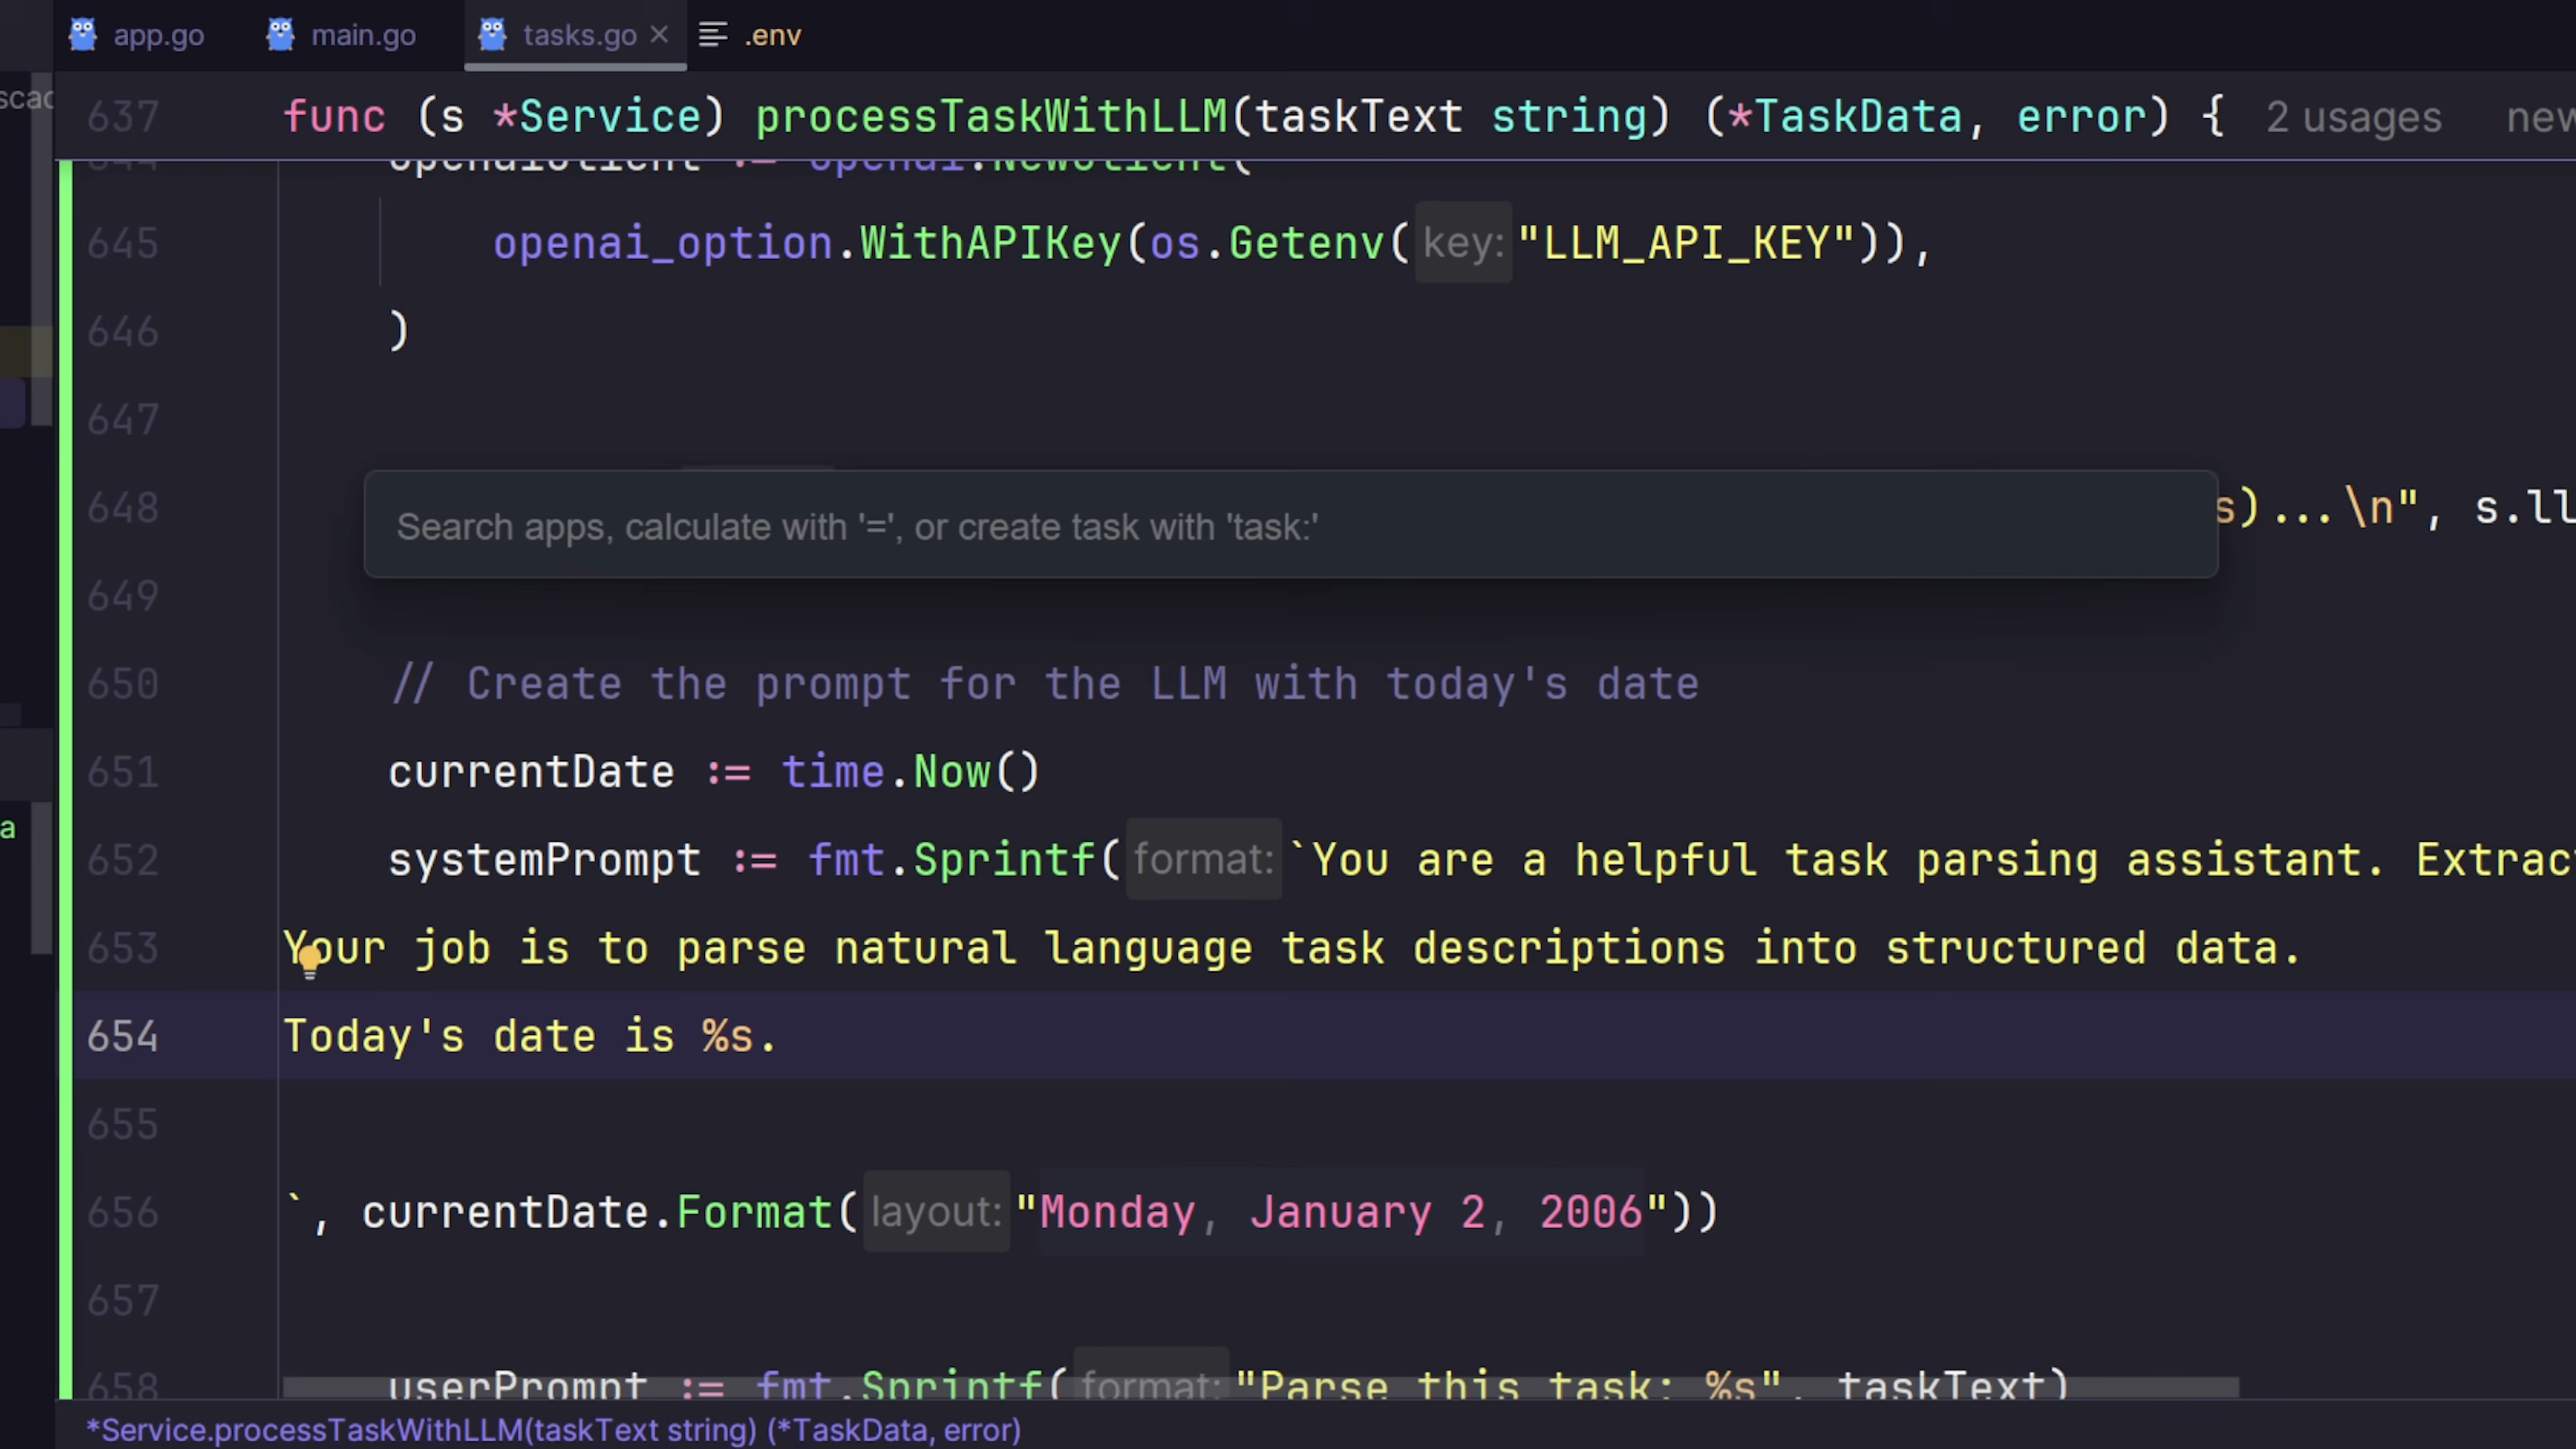 app.go main.go tasks.go .env
637 func (s *Service) processTaskWithLLM(taskText string) (*TaskData, error) { 2 usages new
644 openaiClient := openai.NewClient(
645 openai_option.WithAPIKey(os.Getenv( key: "LLM_API_KEY")),
646 )
647
648 s)...\n", s.ll
Search apps, calculate with '=', or create task with 'task:'
649
650 // Create the prompt for the LLM with today's date
651 currentDate := time.Now()
652 systemPrompt := fmt.Sprintf( format: `You are a helpful task parsing assistant. Extrac
a
653 Your job is to parse natural language task descriptions into structured data.
654 Today's date is %s.
655
656 `, currentDate.Format( layout: "Monday, January 2, 2006"))
657
658 userPrompt := fmt.Sprintf( format: "Parse this task: %s", taskText)
*Service.processTaskWithLLM(taskText string) (*TaskData, error)